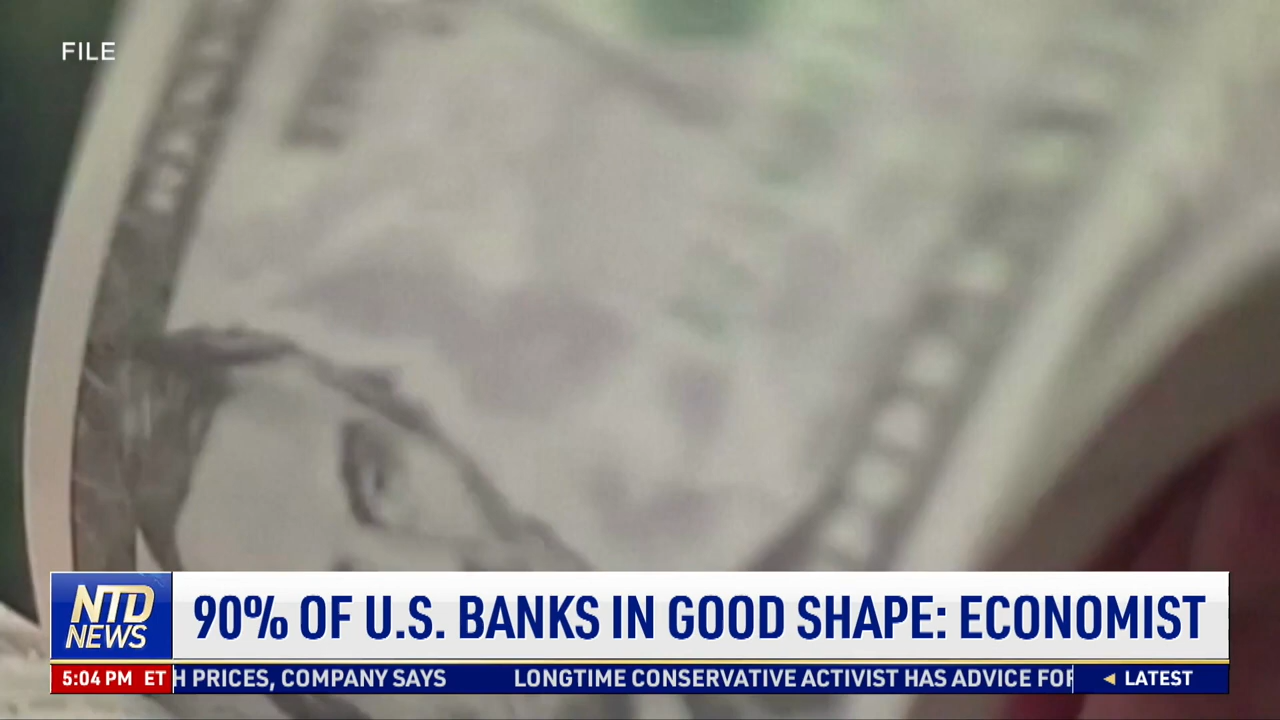 FILE
NTD
NEWS
90% OF U.S. BANKS IN GOOD SHAPE: ECONOMIST
5:04 PM ET
H PRICES, COMPANY SAYS
LONGTIME CONSERVATIVE ACTIVIST HAS ADVICE FOR
◄ LATEST